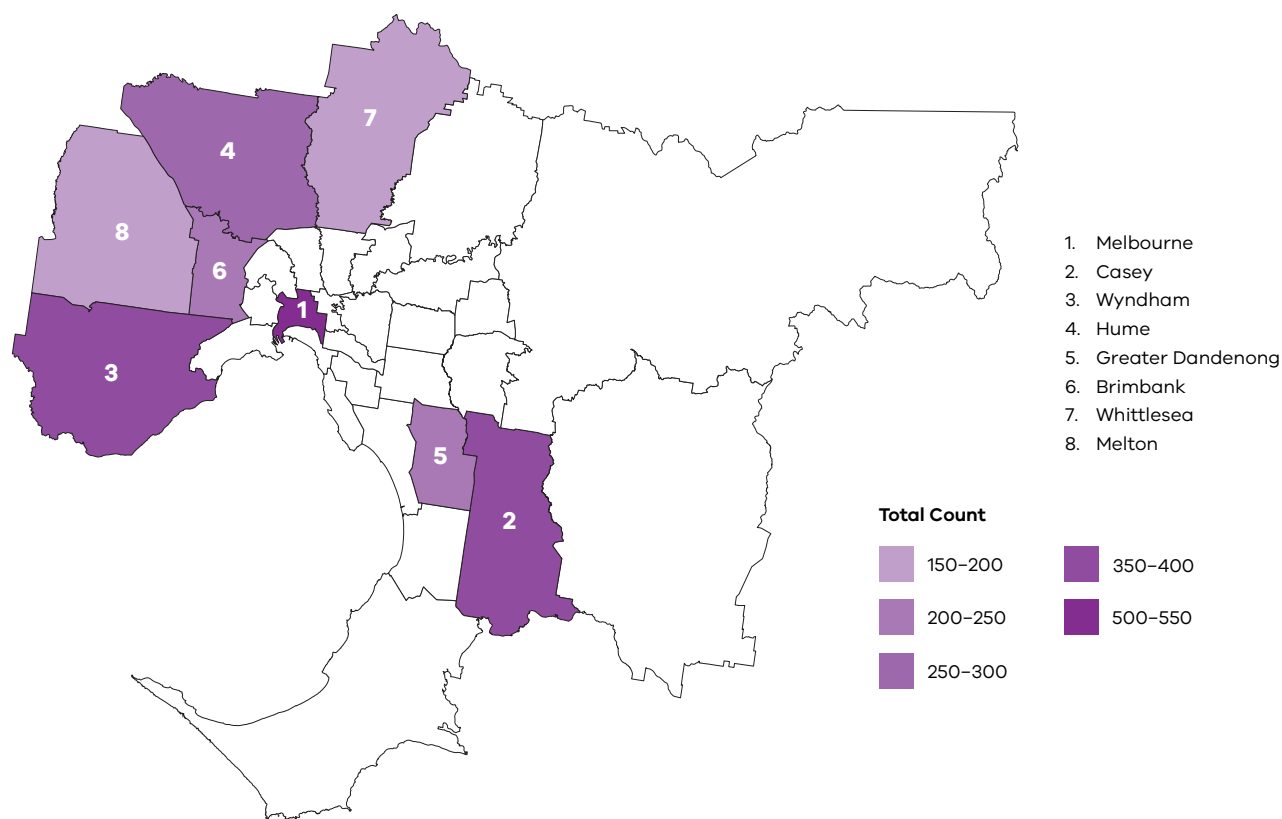 7
4
8
6
1
3
5
2
1. Melbourne
2. Casey
3. Wyndham
4. Hume
5. Greater Dandenong
6. Brimbank
7. Whittlesea
8. Melton
Total Count
150–200
200–250
250–300
350–400
500–550